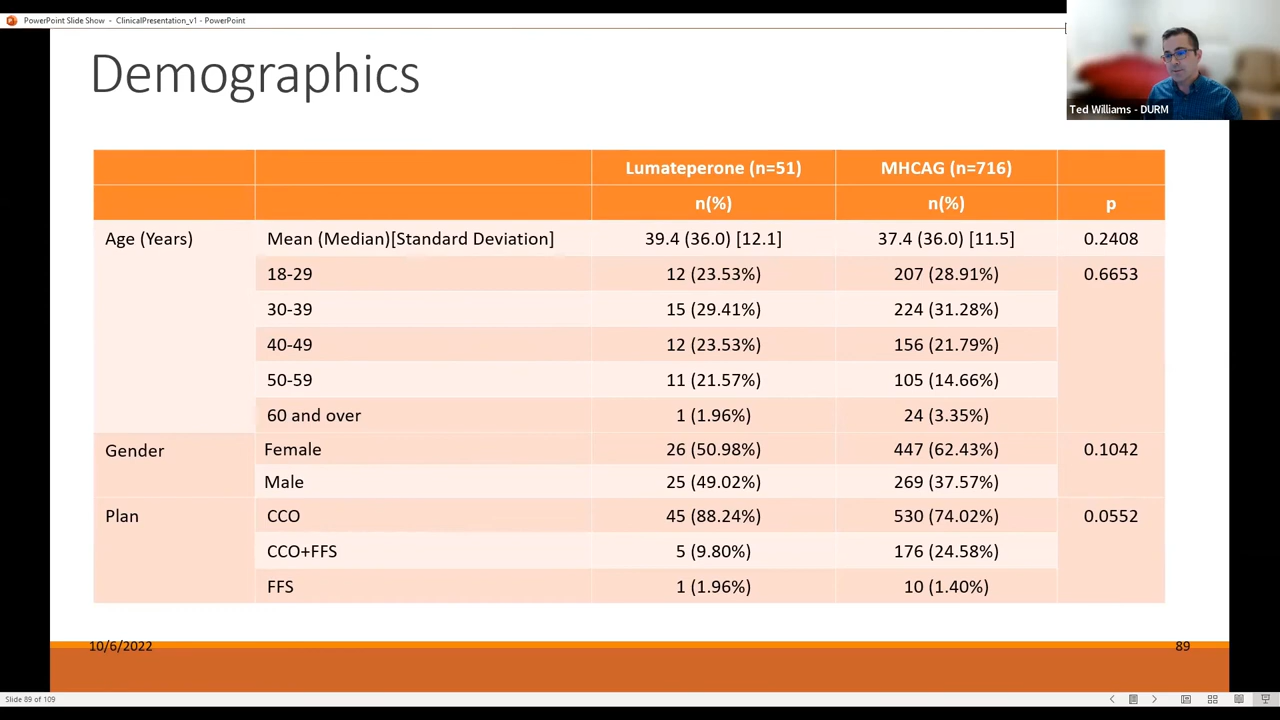 PowerPoint Slide Show - ClinicalPresentation_v1 - PowerPoint
Demographics
Ted Williams - DURM
Lumateperone (n=51) MHCAG (n=716)
n(%) n(%) p
Age (Years) Mean (Median)[Standard Deviation] 39.4 (36.0) [12.1] 37.4 (36.0) [11.5] 0.2408
18-29 12 (23.53%) 207 (28.91%) 0.6653
30-39 15 (29.41%) 224 (31.28%)
40-49 12 (23.53%) 156 (21.79%)
50-59 11 (21.57%) 105 (14.66%)
60 and over 1 (1.96%) 24 (3.35%)
Gender Female 26 (50.98%) 447 (62.43%) 0.1042
Male 25 (49.02%) 269 (37.57%)
Plan CCO 45 (88.24%) 530 (74.02%) 0.0552
CCO+FFS 5 (9.80%) 176 (24.58%)
FFS 1 (1.96%) 10 (1.40%)
10/6/2022 89
Slide 89 of 109